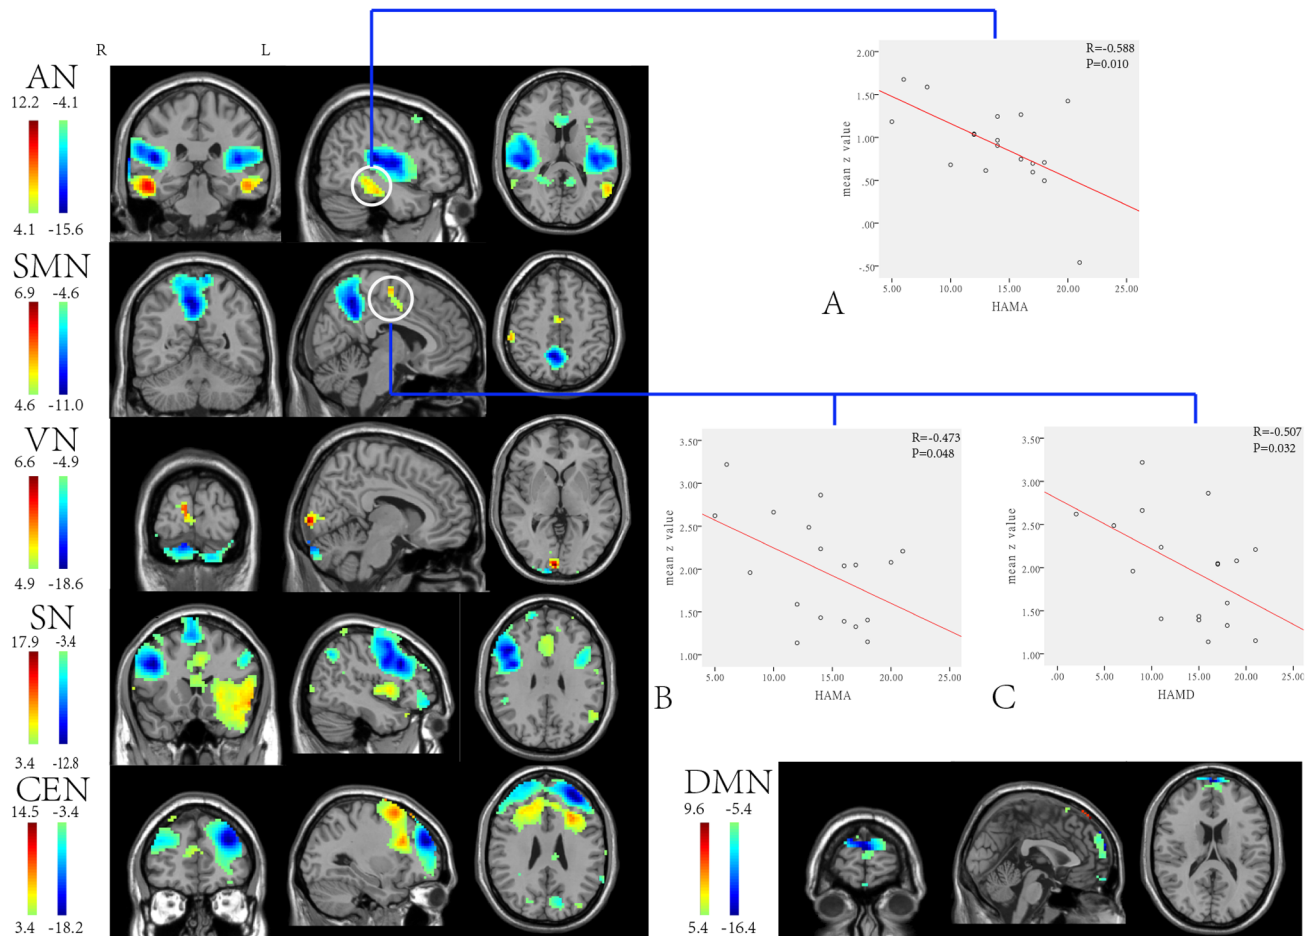 R L
AN
12.2 -4.1
4.1 -15.6
SMN
6.9 -4.6
4.6 -11.0
VN
6.6 -4.9
4.9 -18.6
SN
17.9 -3.4
3.4 -12.8
CEN
14.5 -3.4
3.4 -18.2
R=-0.588
P=0.010
2.00
1.50
1.00
.50
.00
-.50
mean z value
5.00 10.00 15.00 20.00 25.00
HAMA
A
R=-0.473
P=0.048
3.50
3.00
2.50
2.00
1.50
1.00
mean z value
5.00 10.00 15.00 20.00 25.00
HAMA
B
R=-0.507
P=0.032
3.50
3.00
2.50
2.00
1.50
1.00
mean z value
.00 5.00 10.00 15.00 20.00 25.00
HAMD
C
DMN
9.6 -5.4
5.4 -16.4